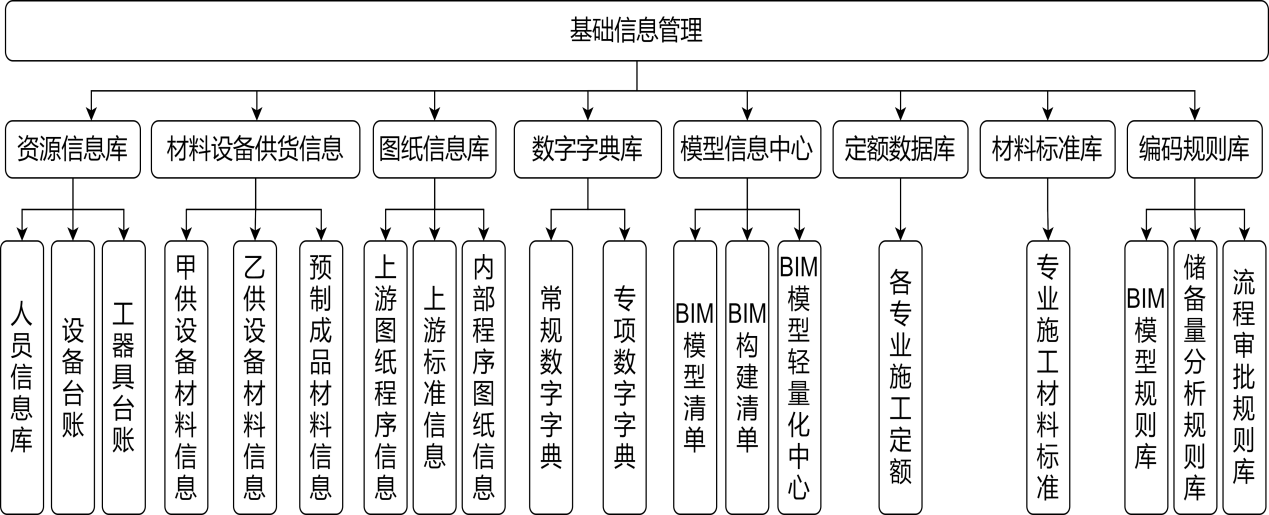 基础信息管理
资源信息库
材料设备供货信息
图纸信息库
数字字典库
模型信息中心
定额数据库
材料标准库
编码规则库
人员信息库
设备台账
工器具台账
甲供设备材料信息
乙供设备材料信息
预制成品材料信息
上游图纸程序信息
上游标准信息
内部程序图纸信息
常规数字字典
专项数字字典
BIM模型清单
BIM构建清单
BIM模型轻量化中心
各专业施工定额
专业施工材料标准
BIM模型规则库
储备量分析规则库
流程审批规则库